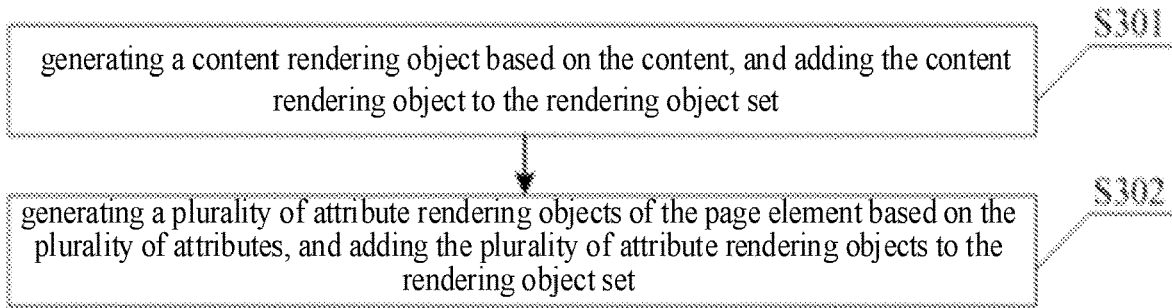 S301
generating a content rendering object based on the content, and adding the content
rendering object to the rendering object set
S302
generating a plurality of attribute rendering objects of the page element based on the
plurality of attributes, and adding the plurality of attribute rendering objects to the
rendering object set